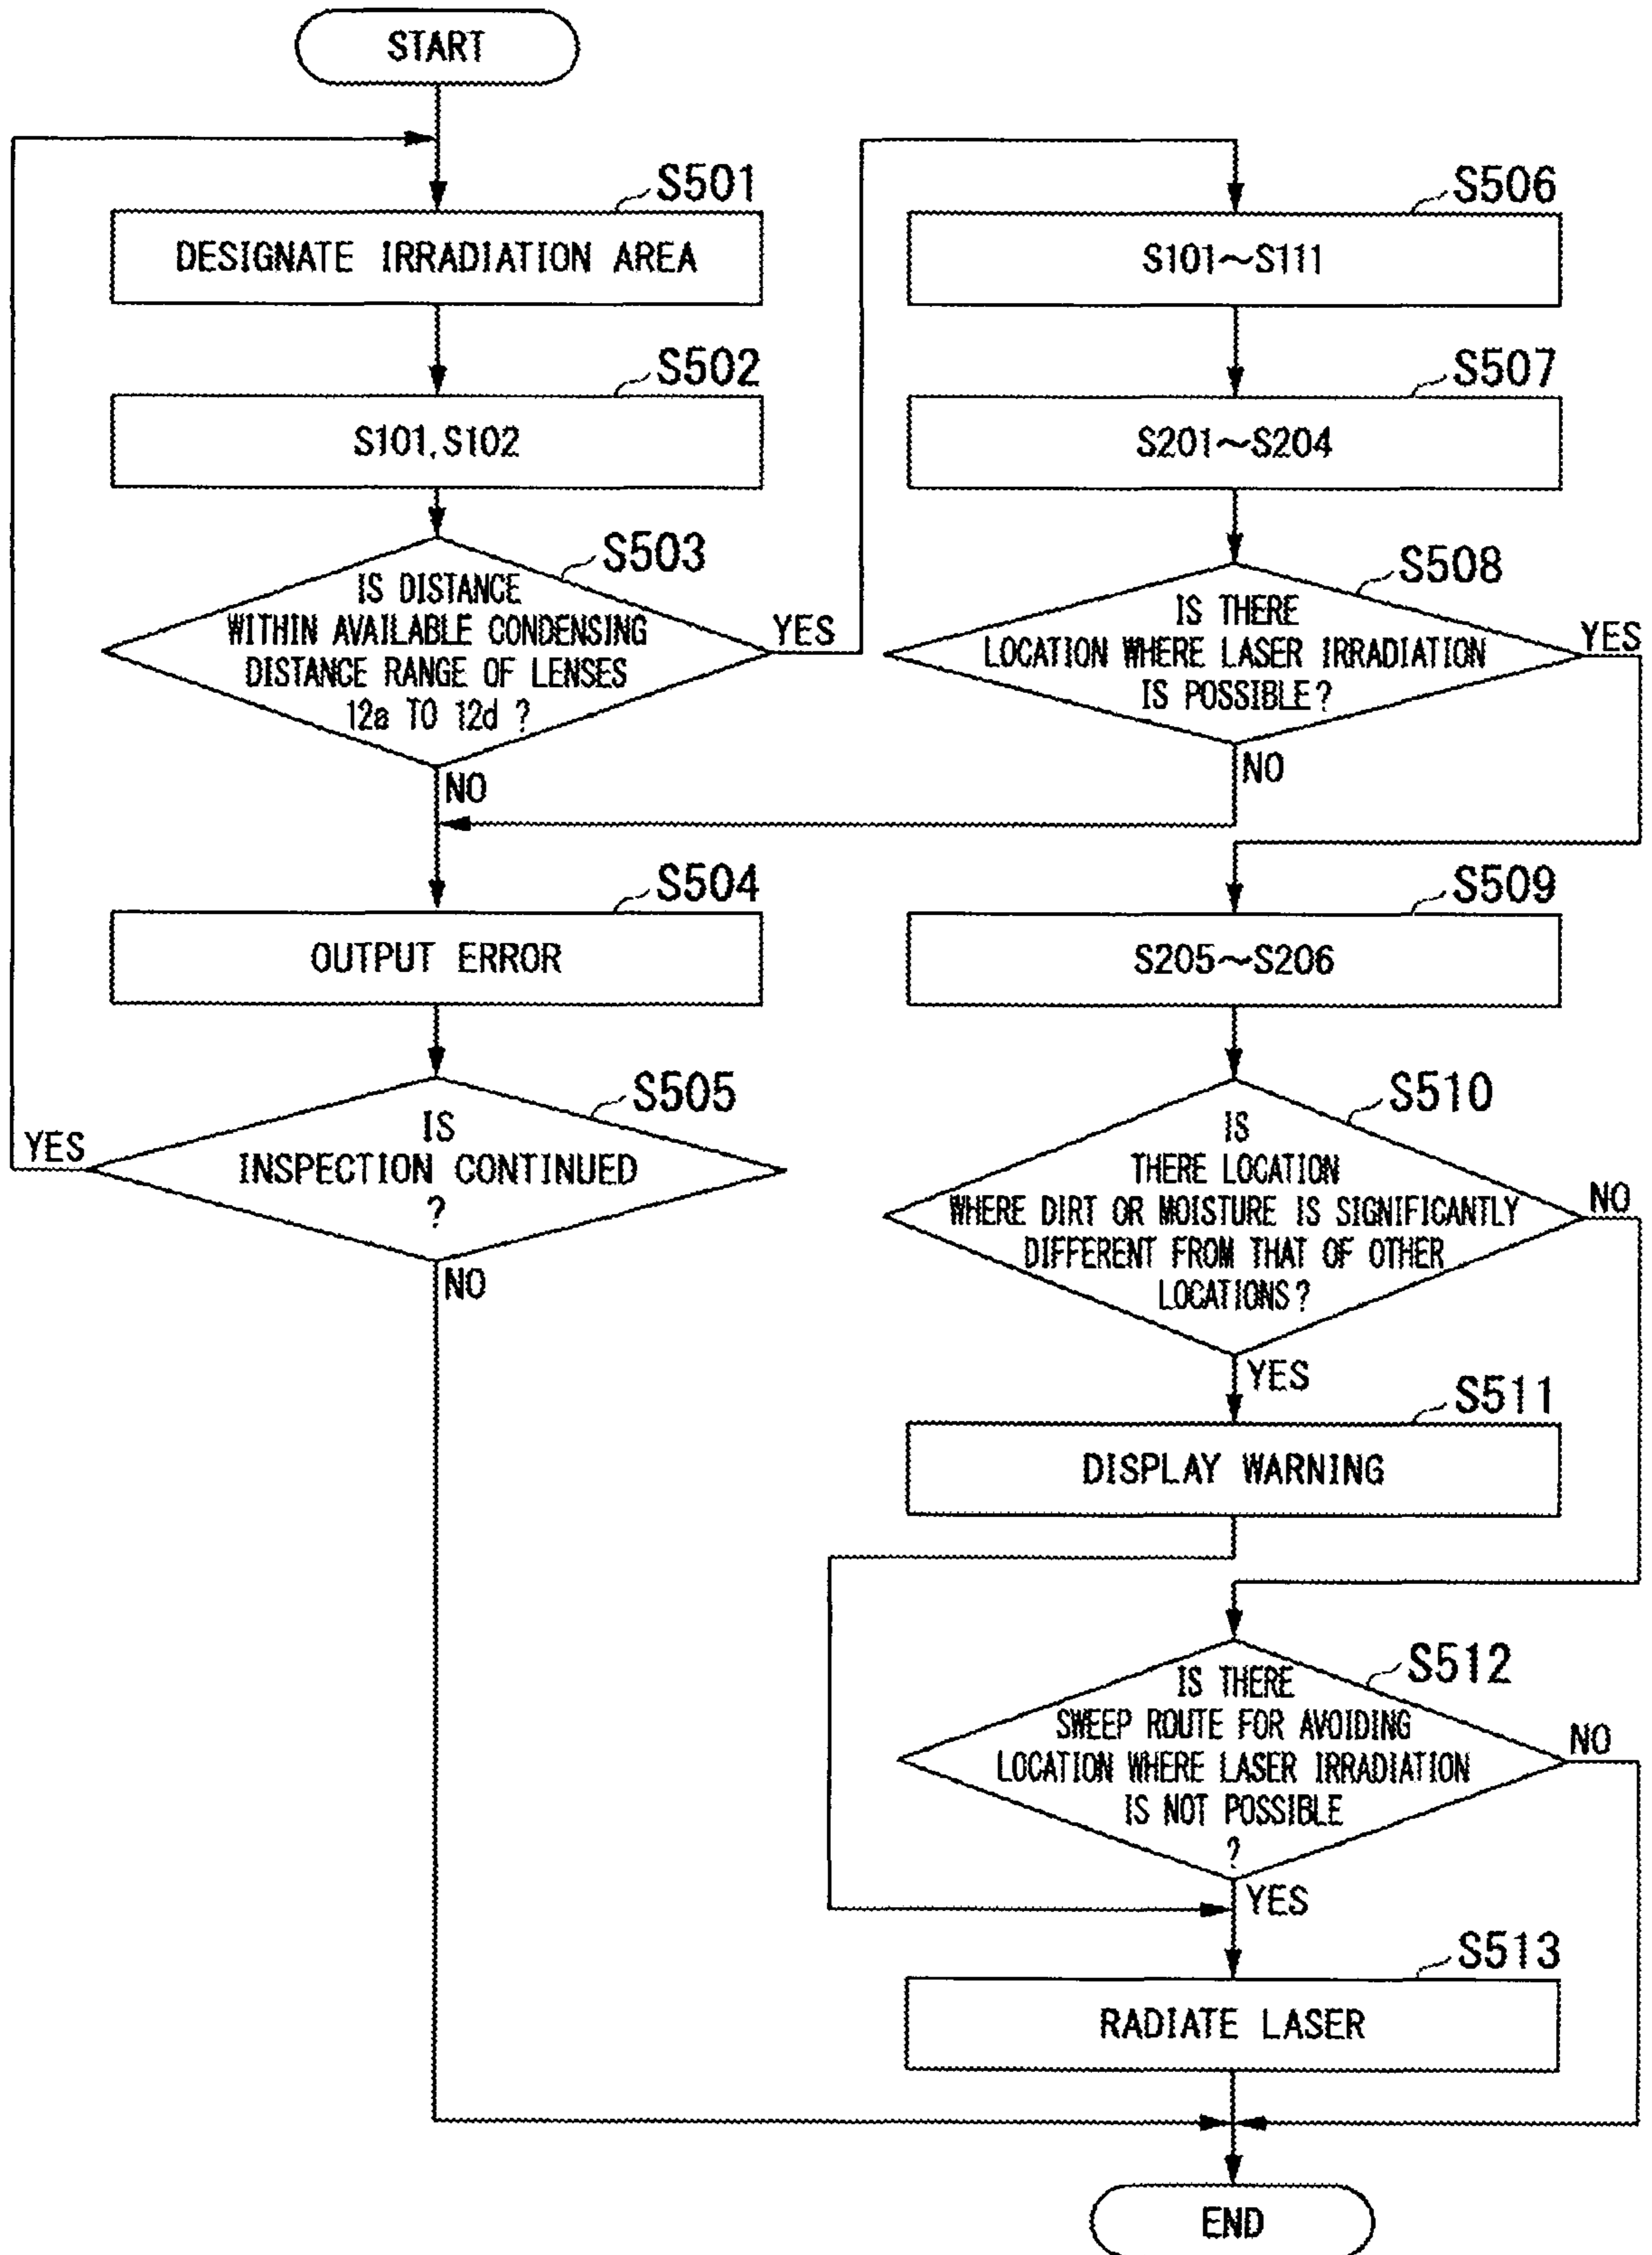 START
S501
DESIGNATE IRRADIATION AREA
S502
S101,S102
S503
IS DISTANCE
WITHIN AVAILABLE CONDENSING
DISTANCE RANGE OF LENSES
12a TO 12d ?
YES
NO
S504
OUTPUT ERROR
S505
IS
INSPECTION CONTINUED
?
YES
NO
S506
S101~S111
S507
S201~S204
S508
IS THERE
LOCATION WHERE LASER IRRADIATION
IS POSSIBLE?
YES
NO
S509
S205~S206
S510
IS
THERE LOCATION
WHERE DIRT OR MOISTURE IS SIGNIFICANTLY
DIFFERENT FROM THAT OF OTHER
LOCATIONS?
NO
YES
S511
DISPLAY WARNING
S512
IS THERE
SWEEP ROUTE FOR AVOIDING
LOCATION WHERE LASER IRRADIATION
IS NOT POSSIBLE
?
NO
YES
S513
RADIATE LASER
END